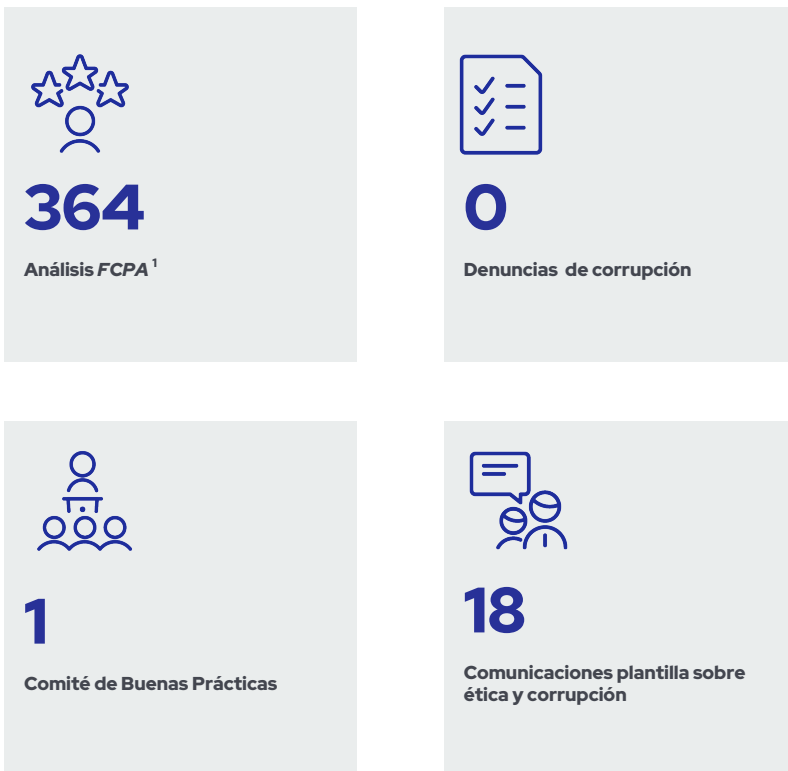 364
Análisis FCPA 1
0
Denuncias de corrupción
1
Comité de Buenas Prácticas
18
Comunicaciones plantilla sobre
ética y corrupción